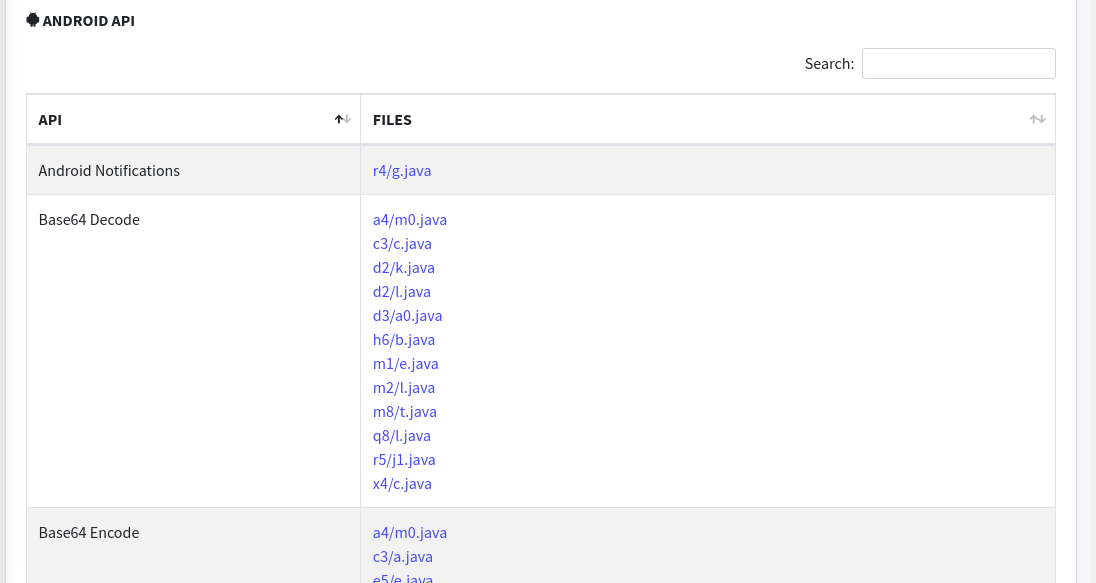 ANDROID API
Search:
API FILES
Android Notifications r4/g.java
Base64 Decode a4/m0.java
c3/c.java
d2/k.java
d2/l.java
d3/a0.java
h6/b.java
m1/e.java
m2/l.java
m8/t.java
q8/l.java
r5/j1.java
x4/c.java
Base64 Encode a4/m0.java
c3/a.java
e5/e.java